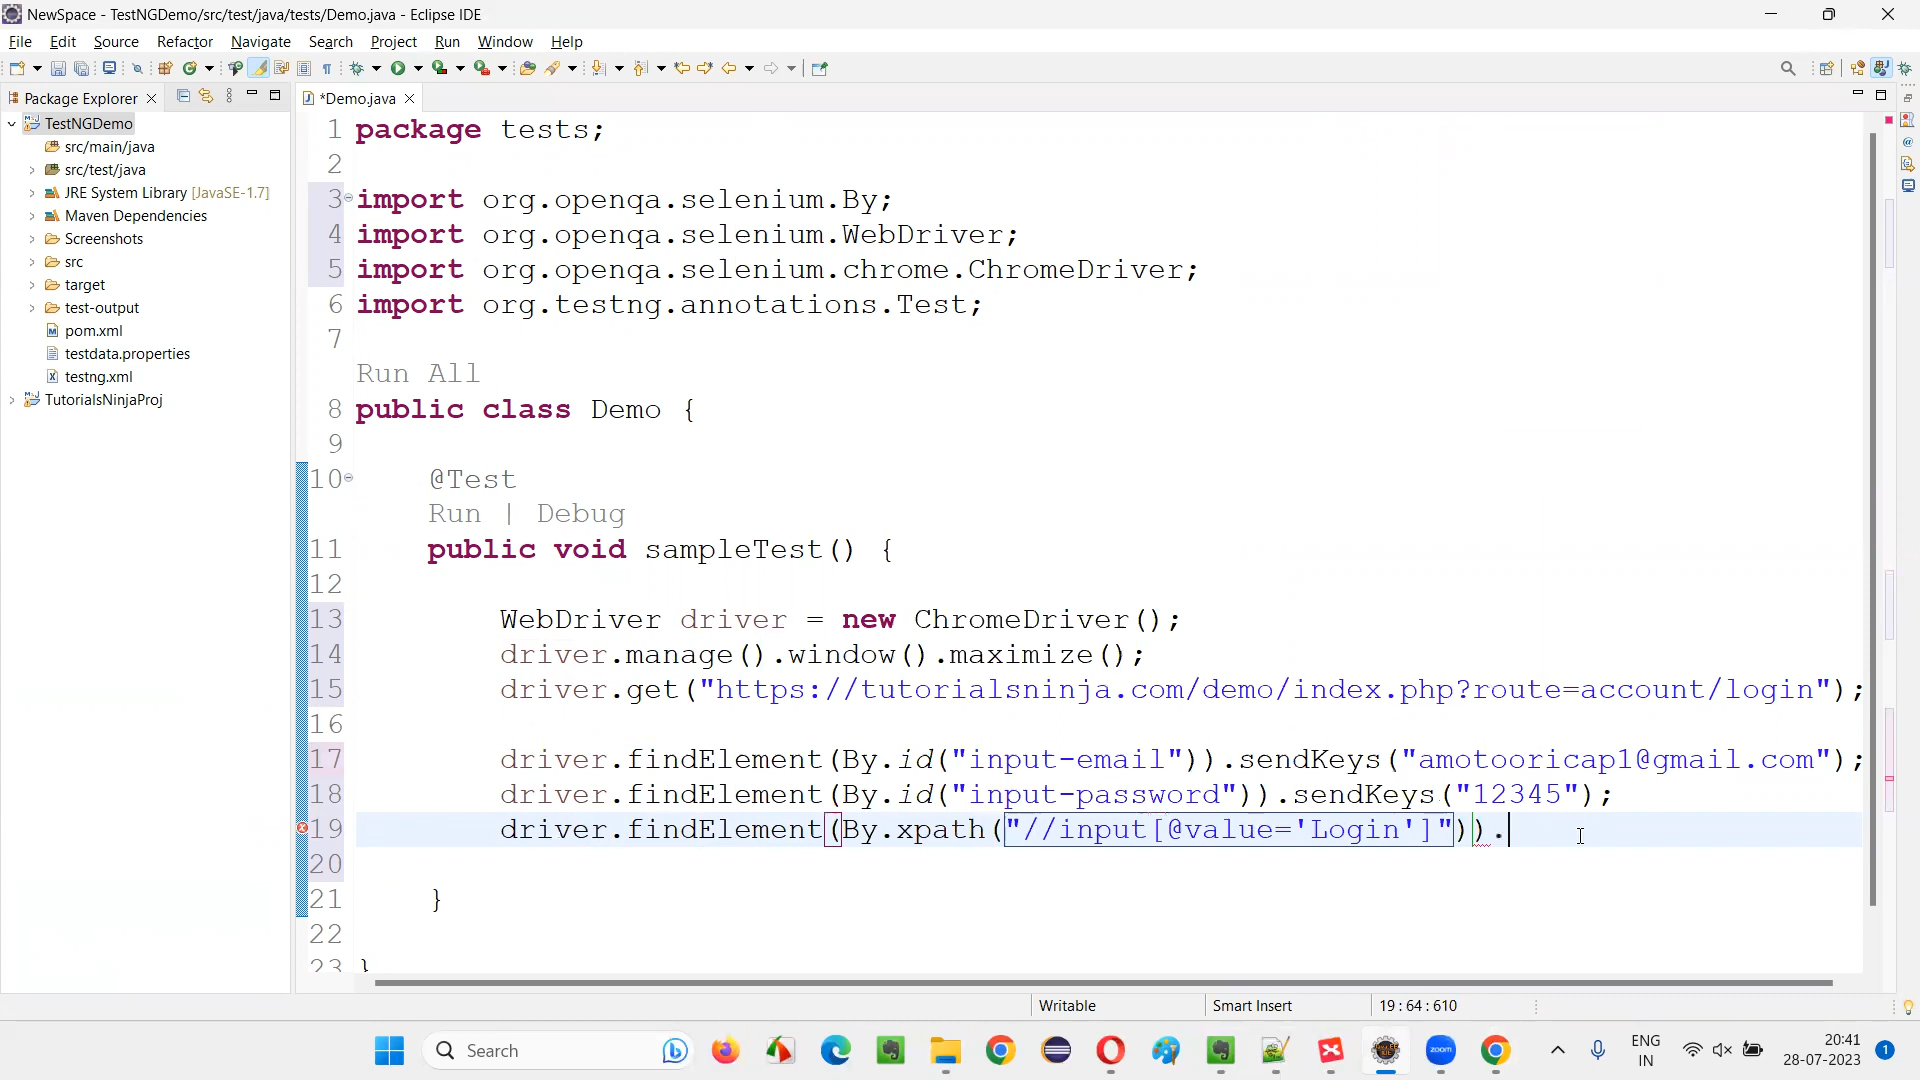 NewSpace - TestNGDemo/src/test/java/tests/Demo.java - Eclipse IDE
File Edit Source Refactor Navigate Search Project Run Window Help
Package Explorer
*Demo.java
TestNGDemo
src/main/java
src/test/java
JRE System Library [JavaSE-1.7]
Maven Dependencies
Screenshots
src
target
test-output
pom.xml
testdata.properties
testng.xml
TutorialsNinjaProj
1 package tests;
2
3 import org.openqa.selenium.By;
4 import org.openqa.selenium.WebDriver;
5 import org.openqa.selenium.chrome.ChromeDriver;
6 import org.testng.annotations.Test;
7
Run All
8 public class Demo {
9
10 @Test
Run | Debug
11 public void sampleTest() {
12
13 WebDriver driver = new ChromeDriver();
14 driver.manage().window().maximize();
15 driver.get("https://tutorialsninja.com/demo/index.php?route=account/login");
16
17 driver.findElement(By.id("input-email")).sendKeys("amotooricap1@gmail.com");
18 driver.findElement(By.id("input-password")).sendKeys("12345");
19 driver.findElement(By.xpath("//input[@value='Login']")).
20
21 }
22
23 }
Writable Smart Insert 19 : 64 : 610
Search
zoom
ENG
IN
20:41
28-07-2023
1